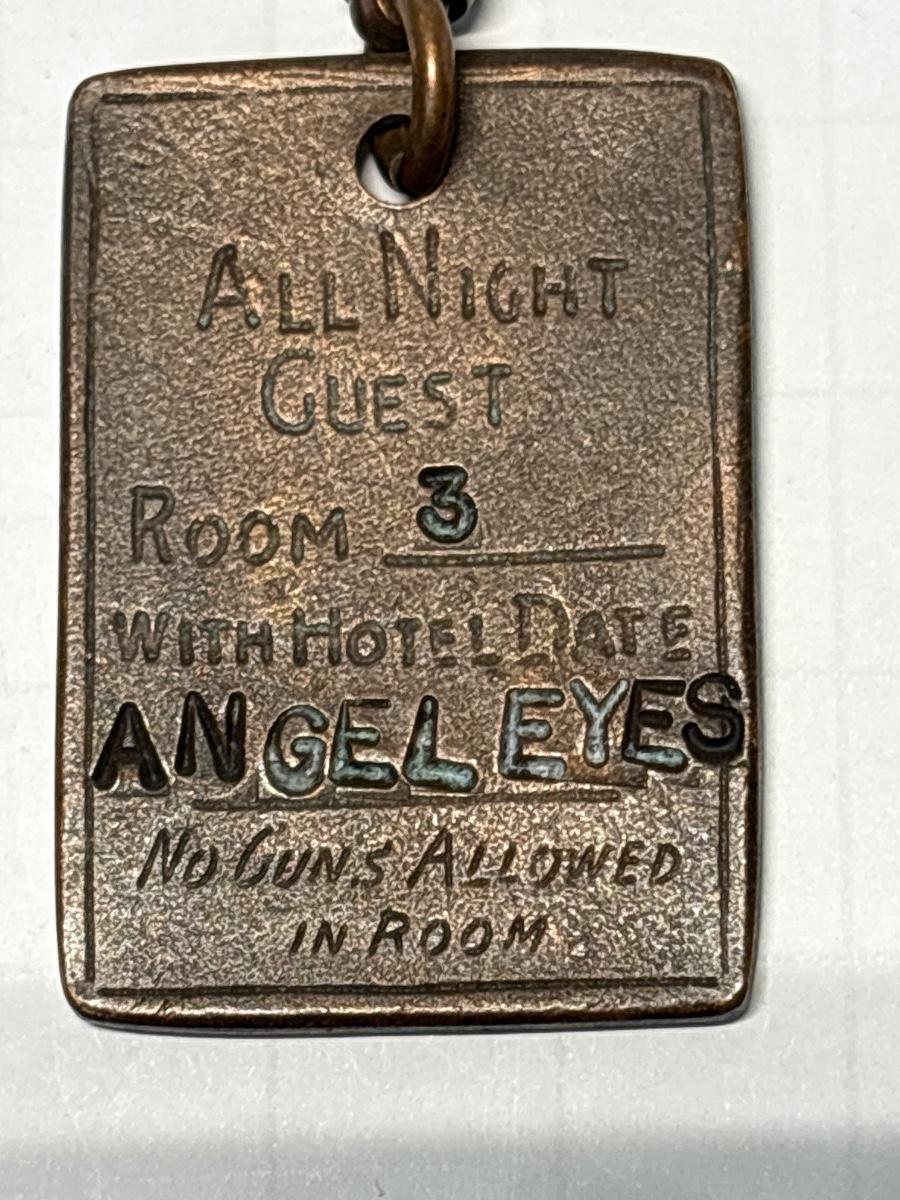 ALL NIGHT
GUEST
ROOM 3
WITH HOTEL DATE
ANGEL EYES
NO GUNS ALLOWED
IN ROOM